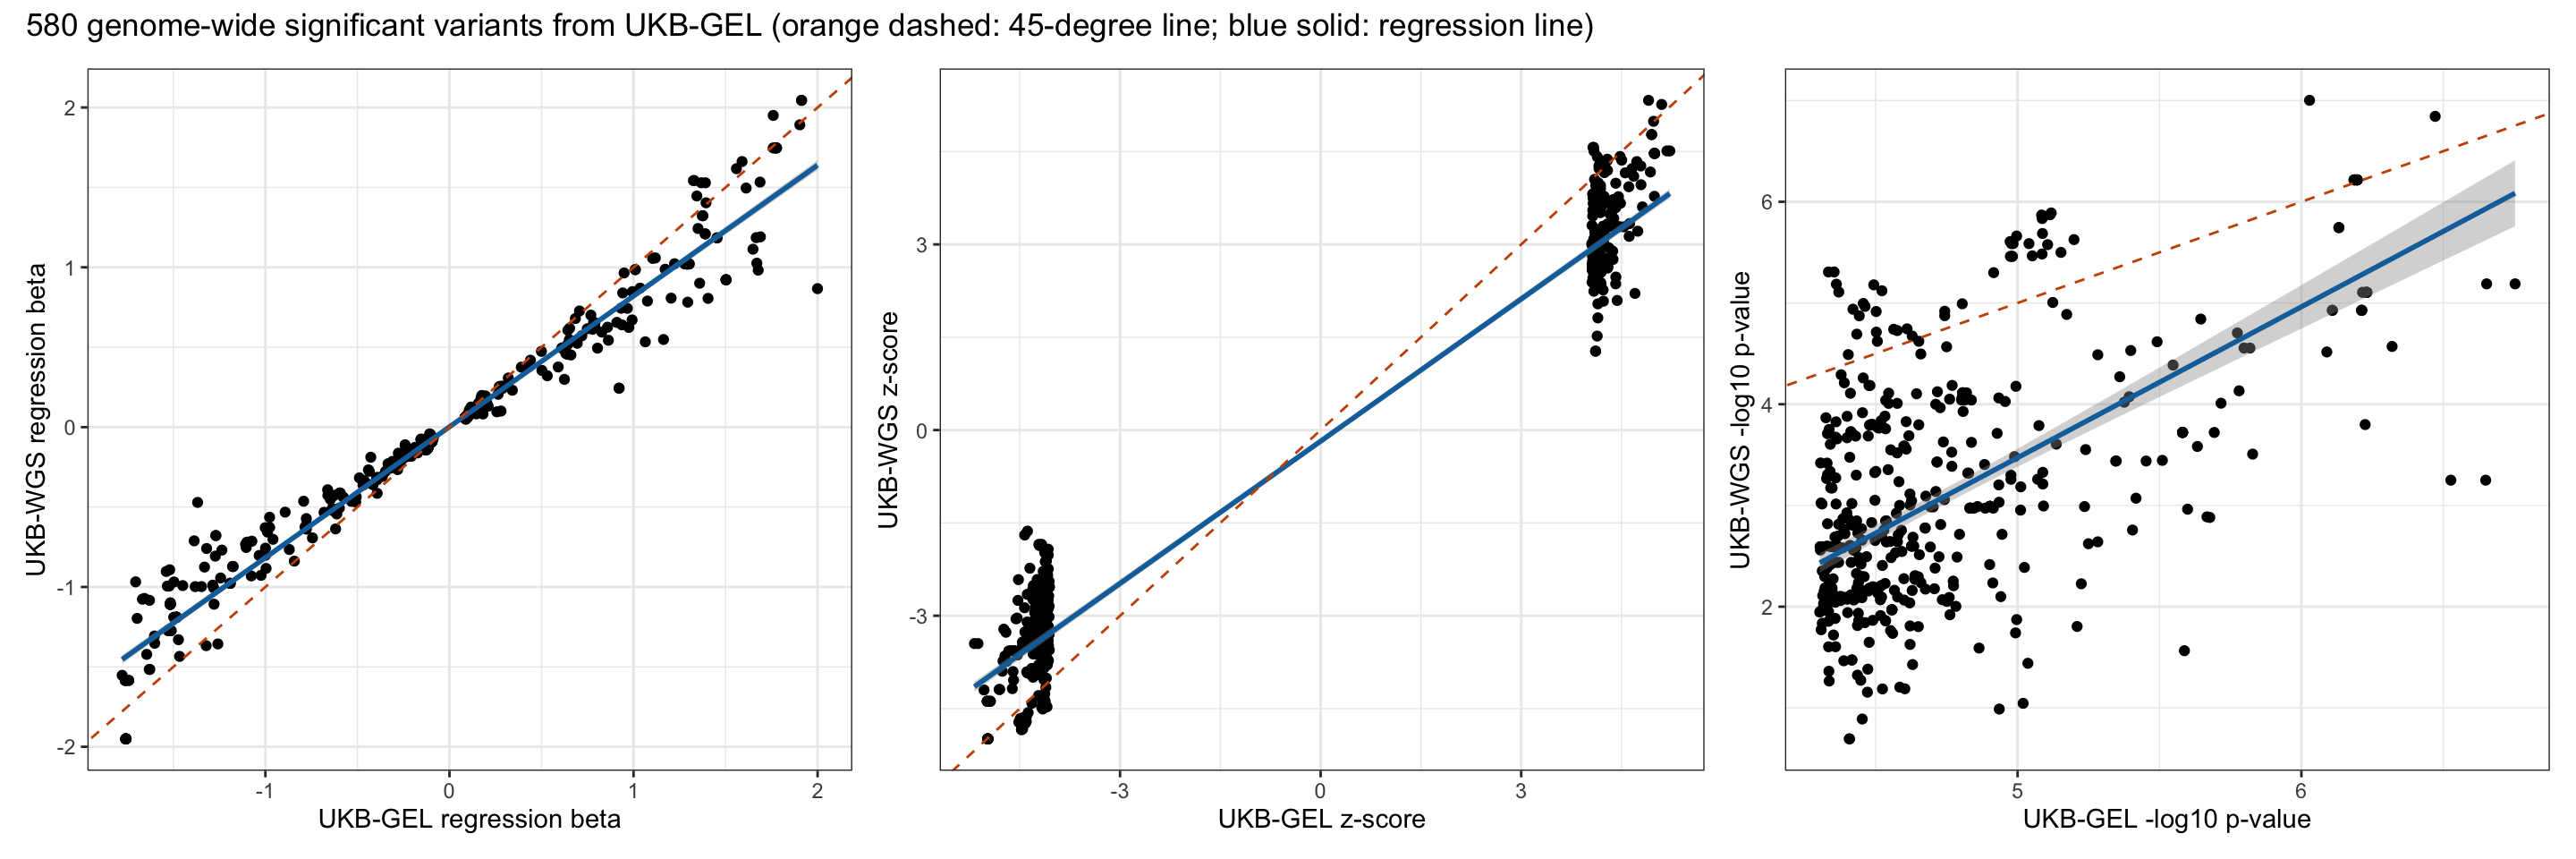 580 genome-wide significant variants from UKB-GEL (orange dashed: 45-degree line; blue solid: regression line)
UKB-WGS regression beta
2
1
0
-1
-2
-1
0
1
2
UKB-GEL regression beta
UKB-WGS z-score
3
0
-3
-3
0
3
UKB-GEL z-score
UKB-WGS -log10 p-value
6
4
2
5
6
UKB-GEL -log10 p-value